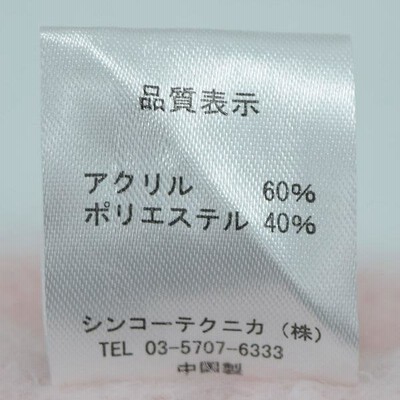 品質表示
アクリル 60%
ポリエステル 40%
シンコーテクニカ（株）
TEL 03-5707-6333
中国製